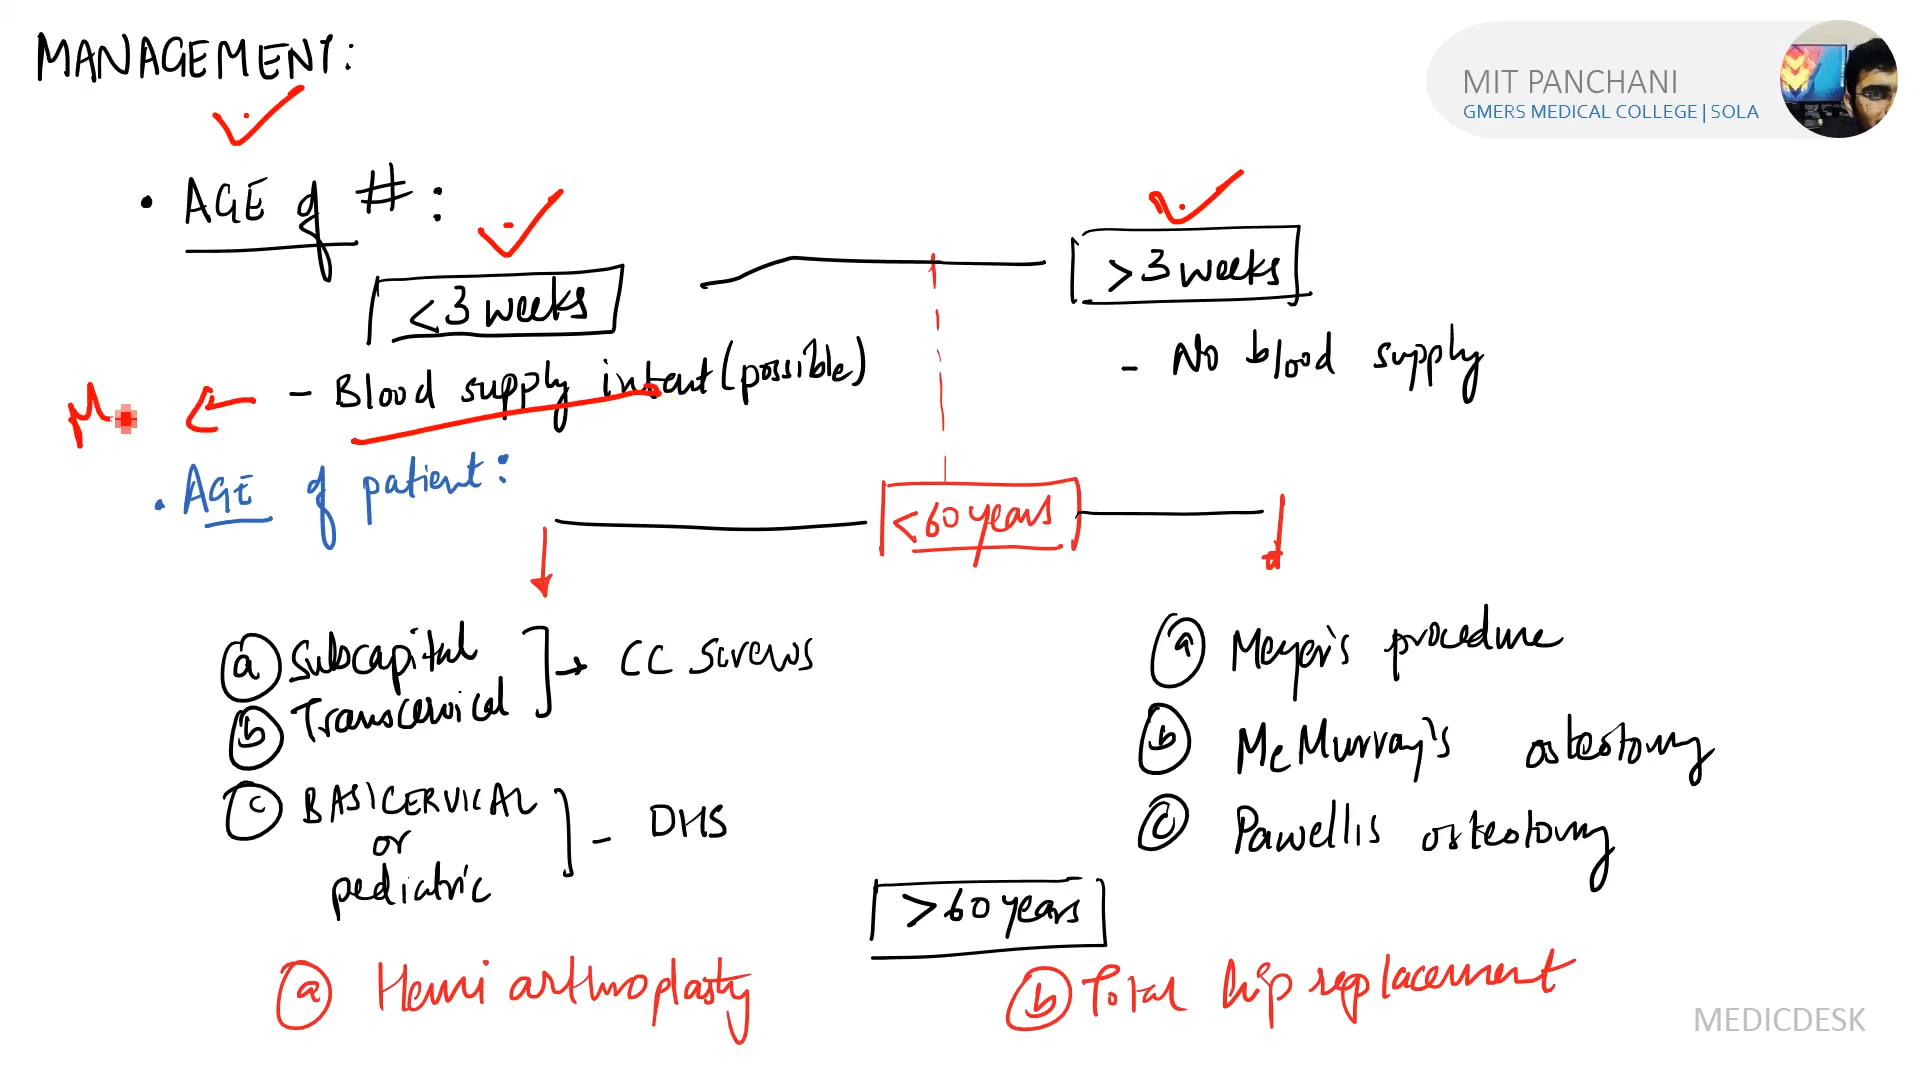 MANAGEMENT:
MIT PANCHANI
GMERS MEDICAL COLLEGE | SOLA
• AGE of #:
< 3 weeks
> 3 weeks
- Blood supply intact (possible)
- No blood supply
M
• AGE of patient:
< 60 years
a Subcapital
b Transcervical
CC screws
c BASICERVICAL
or
pediatric
- DHS
a Meyer's procedure
b McMurray's osteotomy
c Pawellis osteotomy
> 60 years
a Hemi arthroplasty
b Total hip replacement
MEDICDESK